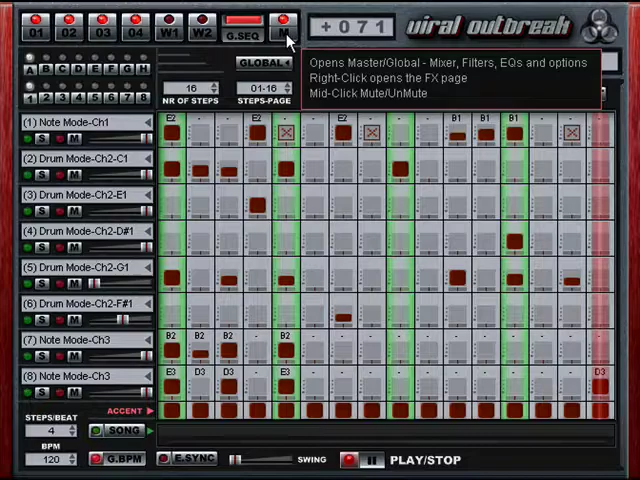 01 02 03 04 W1 W2 G.SEQ M +071 viral outbreak
A B C D E F G H GLOBAL
1 2 3 4 5 6 7 8 16 01-16
NR OF STEPS STEPS-PAGE
Opens Master/Global - Mixer, Filters, EQs and options
Right-Click opens the FX page
Mid-Click Mute/UnMute
(1) Note Mode-Ch1 E2 - - E2 - - E2 - - - B1 - B1 - - -
S M
(2) Drum Mode-Ch2-C1
S M
(3) Drum Mode-Ch2-E1
S M
(4) Drum Mode-Ch2-D#1
S M
(5) Drum Mode-Ch2-G1
S M
(6) Drum Mode-Ch2-F#1
S M
(7) Note Mode-Ch3 B2 - B2 - B2
S M
(8) Note Mode-Ch3 E3 D3 D3 - E3 - - - - - - - - - - D3
S M
ACCENT
STEPS/BEAT
4 SONG
BPM
120 G.BPM E.SYNC SWING PLAY/STOP